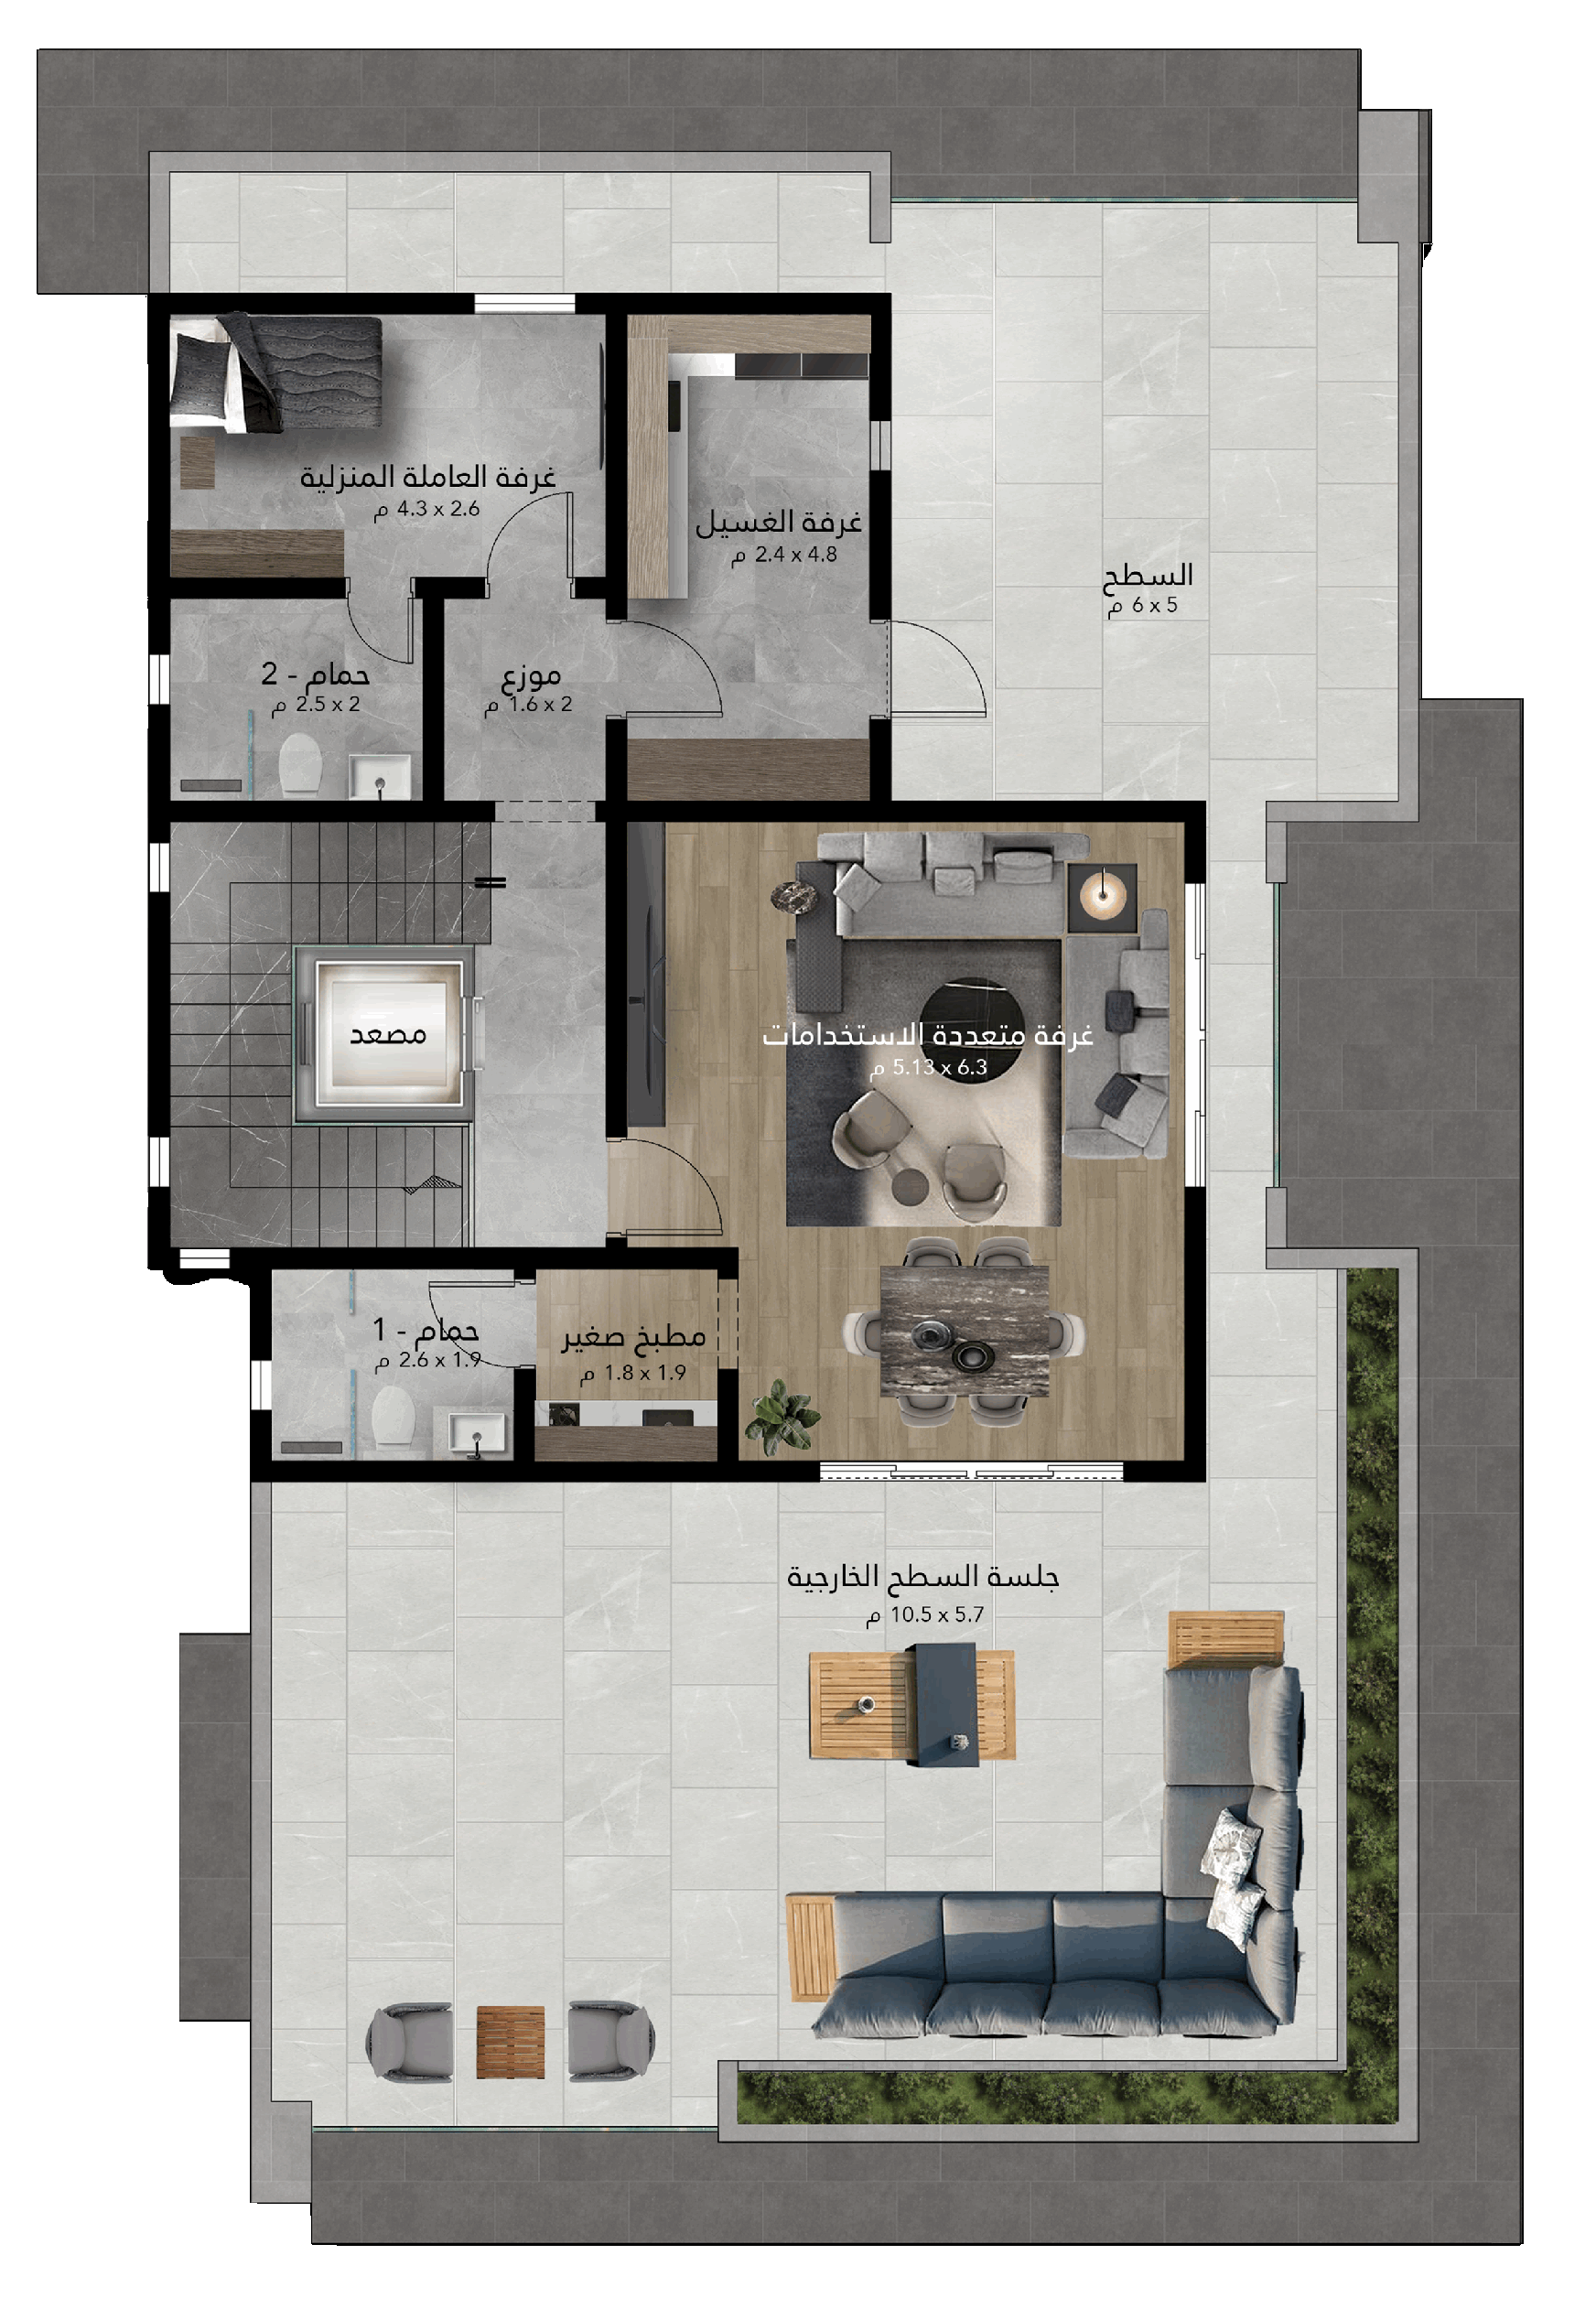 غرفة العاملة المنزلية
4.3 x 2.6 م
غرفة الغسيل
2.4 x 4.8 م
السطح
6 x 5 م
حمام - 2
2.5 x 2 م
موزع
1.6 x 2 م
مصعد
غرفة متعددة الاستخدامات
5.13 x 6.3 م
حمام - 1
2.6 x 1.9 م
مطبخ صغير
1.8 x 1.9 م
جلسة السطح الخارجية
10.5 x 5.7 م